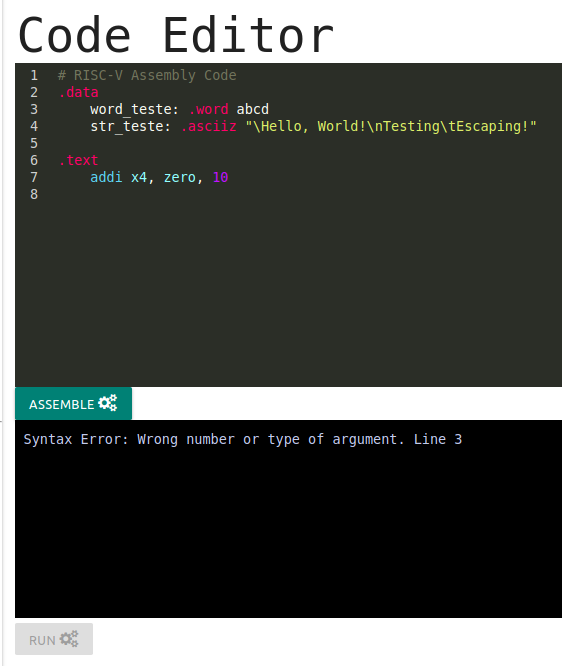 Code Editor
1 # RISC-V Assembly Code
2 .data
3 word_teste: .word abcd
4 str_teste: .asciiz "\Hello, World!\nTesting\tEscaping!"
5
6 .text
7 addi x4, zero, 10
8
ASSEMBLE
Syntax Error: Wrong number or type of argument. Line 3
RUN